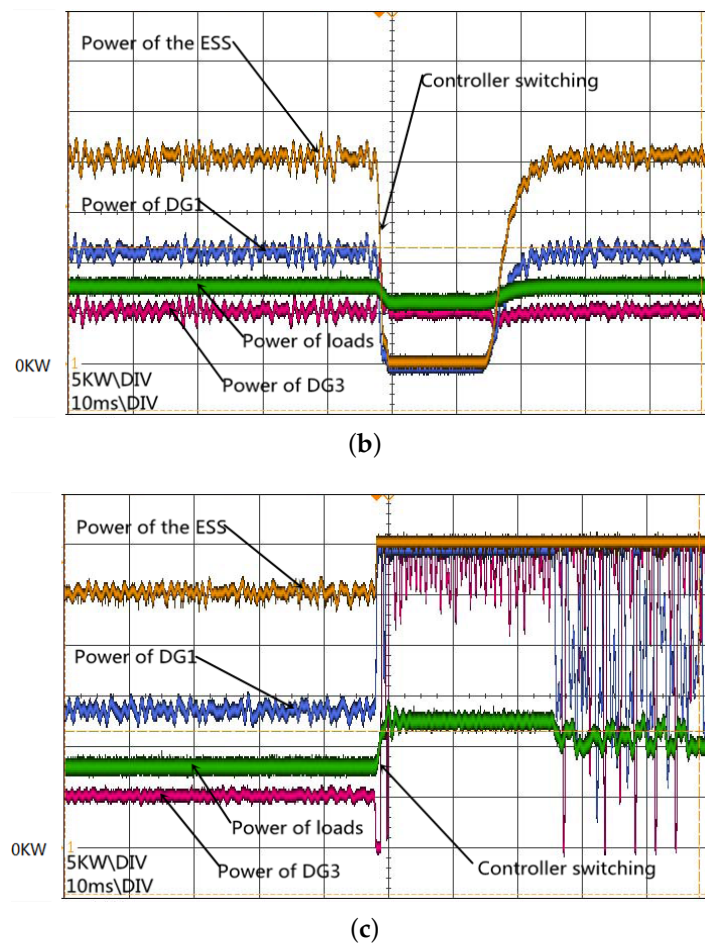 Power of the ESS
Controller switching
Power of DG1
Power of loads
0KW
1
Power of DG3
5KW\DIV
10ms\DIV
(b)
Power of the ESS
Power of DG1
Power of loads
0KW
1
5KW\DIV
Power of DG3
Controller switching
10ms\DIV
(c)